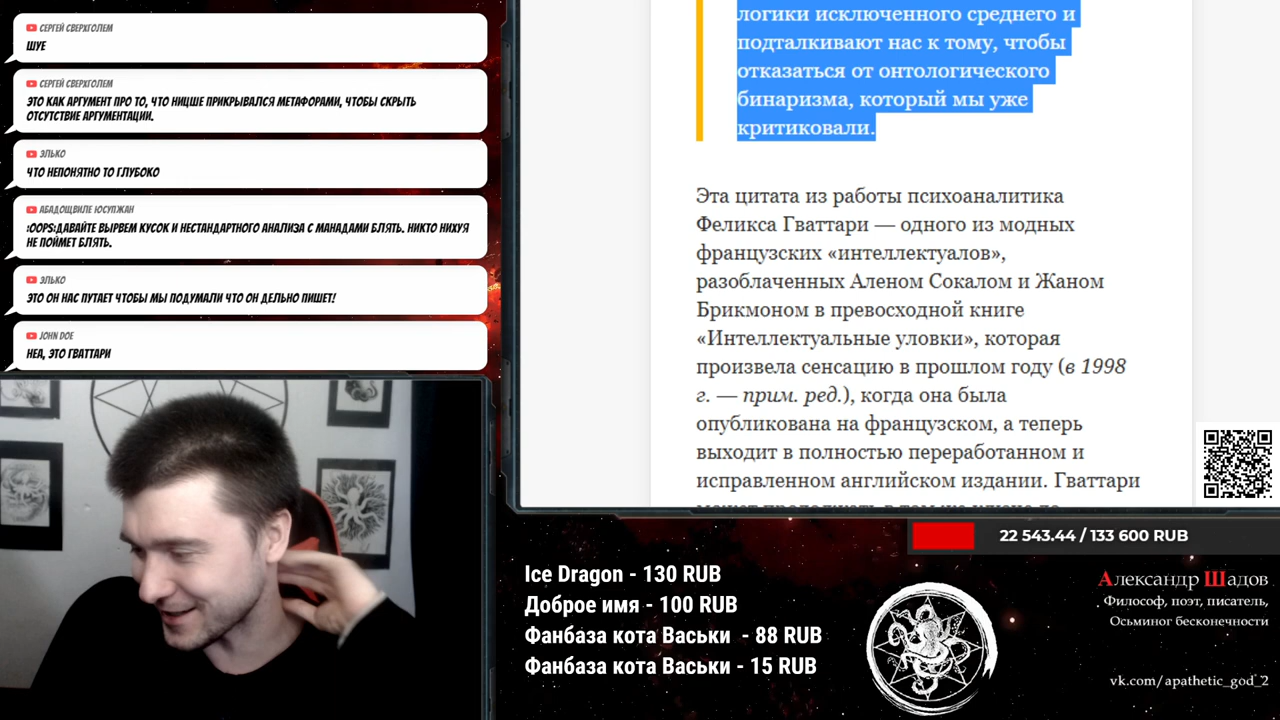 СЕРГЕЙ СВЕРХГОЛЕМ
ШУЕ
СЕРГЕЙ СВЕРХГОЛЕМ
ЭТО КАК АРГУМЕНТ ПРО ТО, ЧТО НИЦШЕ ПРИКРЫВАЛСЯ МЕТАФОРАМИ, ЧТОБЫ СКРЫТЬ
ОТСУТСТВИЕ АРГУМЕНТАЦИИ.
ЭЛЬКО
ЧТО НЕПОНЯТНО ТО ГЛУБОКО
АБАДОЩВИЛЕ ЮСУПЖАН
:OOPS:ДАВАЙТЕ ВЫРВЕМ КУСОК И НЕСТАНДАРТНОГО АНАЛИЗА С МАНАДАМИ БЛЯТЬ. НИКТО НИХУЯ
НЕ ПОЙМЕТ БЛЯТЬ.
ЭЛЬКО
ЭТО ОН НАС ПУТАЕТ ЧТОБЫ МЫ ПОДУМАЛИ ЧТО ОН ДЕЛЬНО ПИШЕТ!
JOHN DOE
НЕА, ЭТО ГВАТТАРИ
логики исключенного среднего и
подталкивают нас к тому, чтобы
отказаться от онтологического
бинаризма, который мы уже
критиковали.
Эта цитата из работы психоаналитика
Феликса Гваттари — одного из модных
французских «интеллектуалов»,
разоблаченных Аленом Сокалом и Жаном
Брикмоном в превосходной книге
«Интеллектуальные уловки», которая
произвела сенсацию в прошлом году (в 1998
г. — прим. ред.), когда она была
опубликована на французском, а теперь
выходит в полностью переработанном и
исправленном английском издании. Гваттари
22 543.44 / 133 600 RUB
Ice Dragon - 130 RUB
Доброе имя - 100 RUB
Фанбаза кота Васьки - 88 RUB
Фанбаза кота Васьки - 15 RUB
Александр Шадов
Философ, поэт, писатель,
Осьминог бесконечности
vk.com/apathetic_god_2